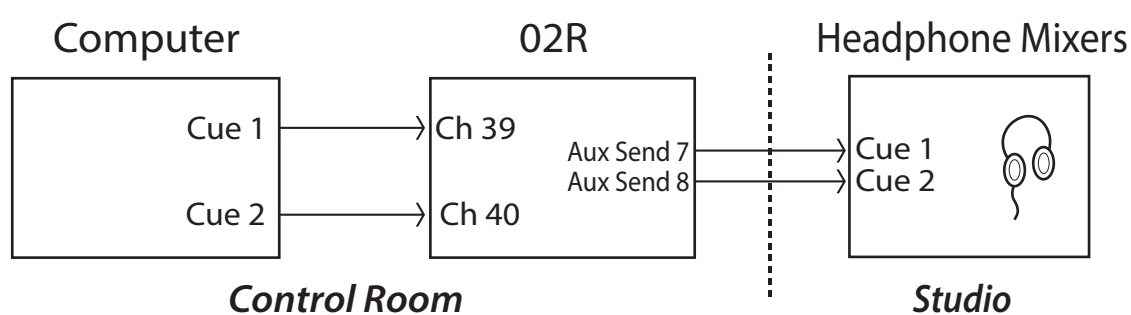 Computer
02R
Headphone Mixers
Cue 1
Ch 39
Aux Send 7
Cue 1
Aux Send 8
Cue 2
Cue 2
Ch 40
Control Room
Studio